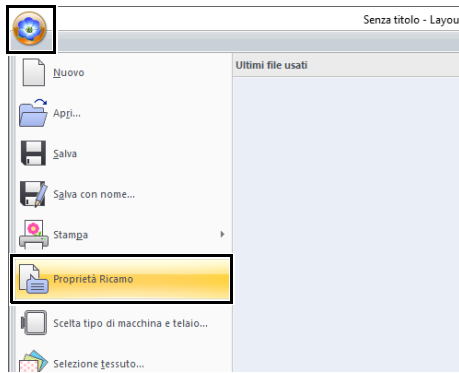 Senza titolo - Layou
Ultimi file usati
Nuovo
Apri...
Salva
Salva con nome...
Stampa
Proprietà Ricamo
Scelta tipo di macchina e telaio...
Selezione tessuto...